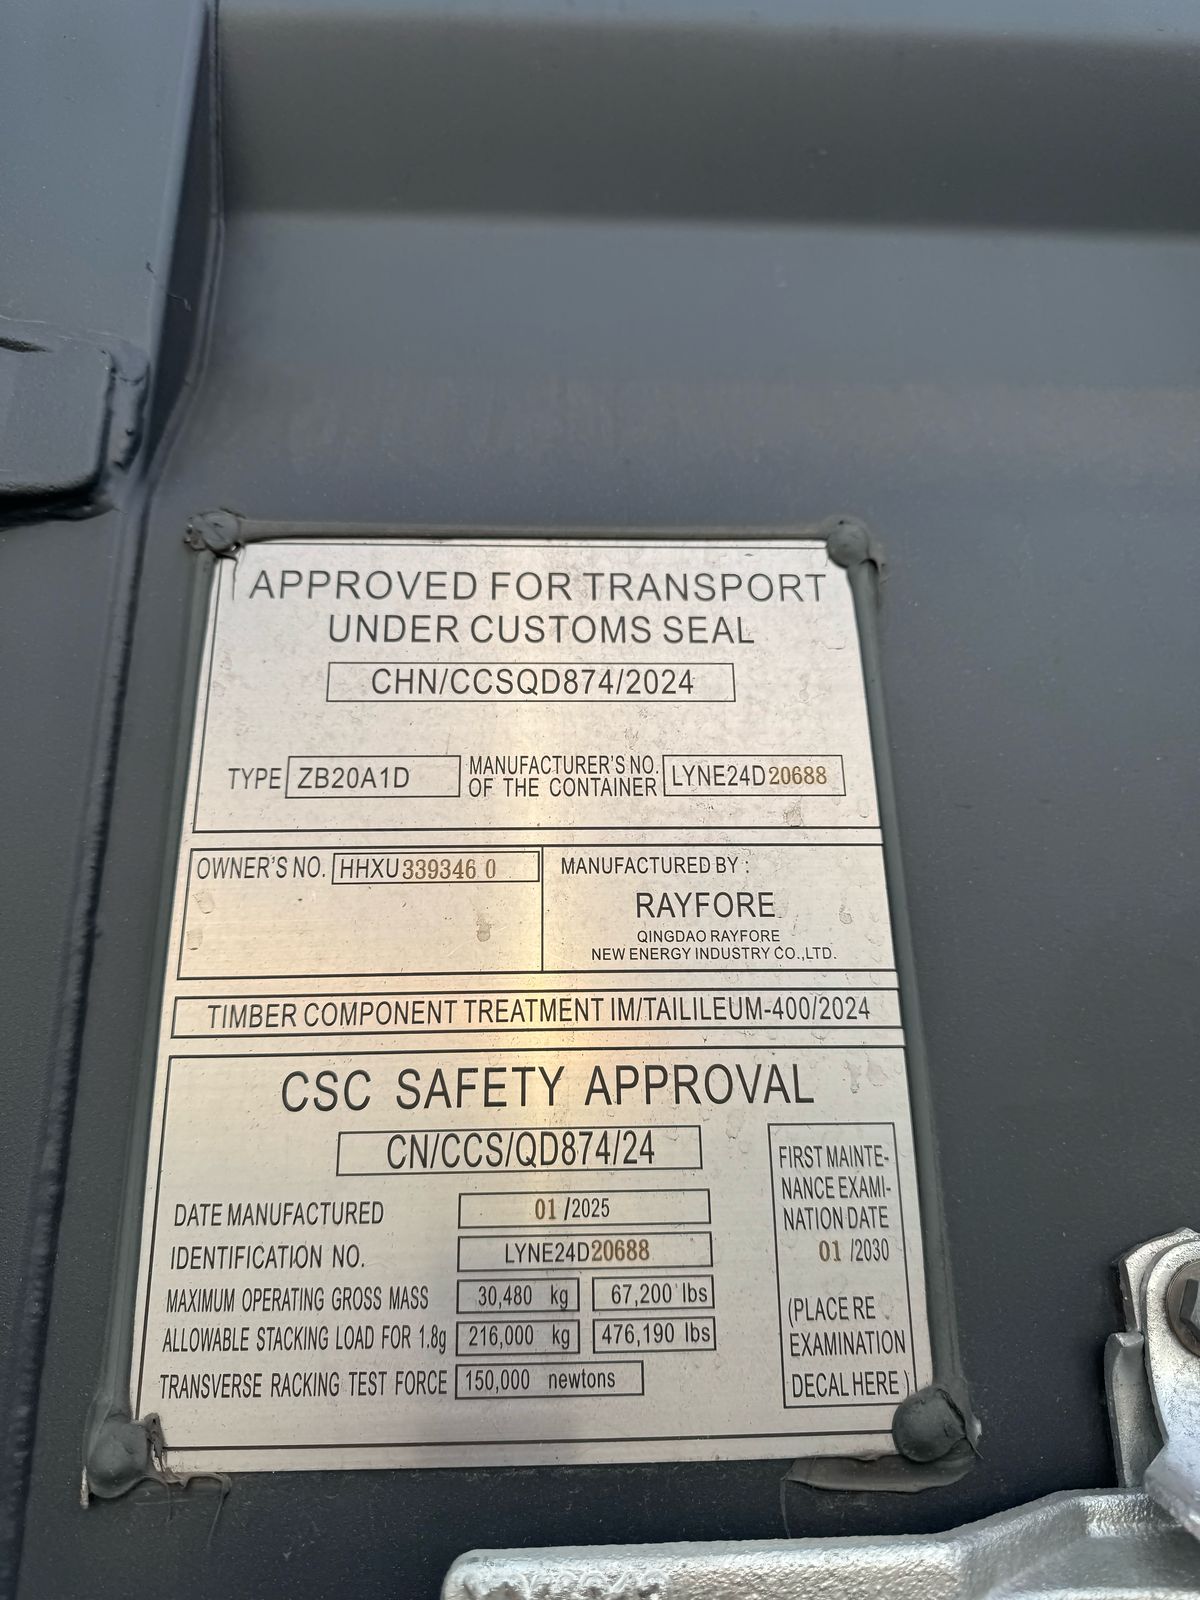 APPROVED FOR TRANSPORT
UNDER CUSTOMS SEAL
CHN/CCSQD874/2024
TYPE ZB20A1D MANUFACTURER'S NO. OF THE CONTAINER LYNE24D20688
OWNER'S NO. HHXU 339346 0
MANUFACTURED BY :
RAYFORE
QINGDAO RAYFORE
NEW ENERGY INDUSTRY CO.,LTD.
TIMBER COMPONENT TREATMENT IM/TAILILEUM-400/2024
CSC SAFETY APPROVAL
CN/CCS/QD874/24
DATE MANUFACTURED 01 /2025
IDENTIFICATION NO. LYNE24D20688
MAXIMUM OPERATING GROSS MASS 30,480 kg 67,200 lbs
ALLOWABLE STACKING LOAD FOR 1.8g 216,000 kg 476,190 lbs
TRANSVERSE RACKING TEST FORCE 150,000 newtons
FIRST MAINTE-
NANCE EXAMI-
NATION DATE
01 /2030
(PLACE RE
EXAMINATION
DECAL HERE )